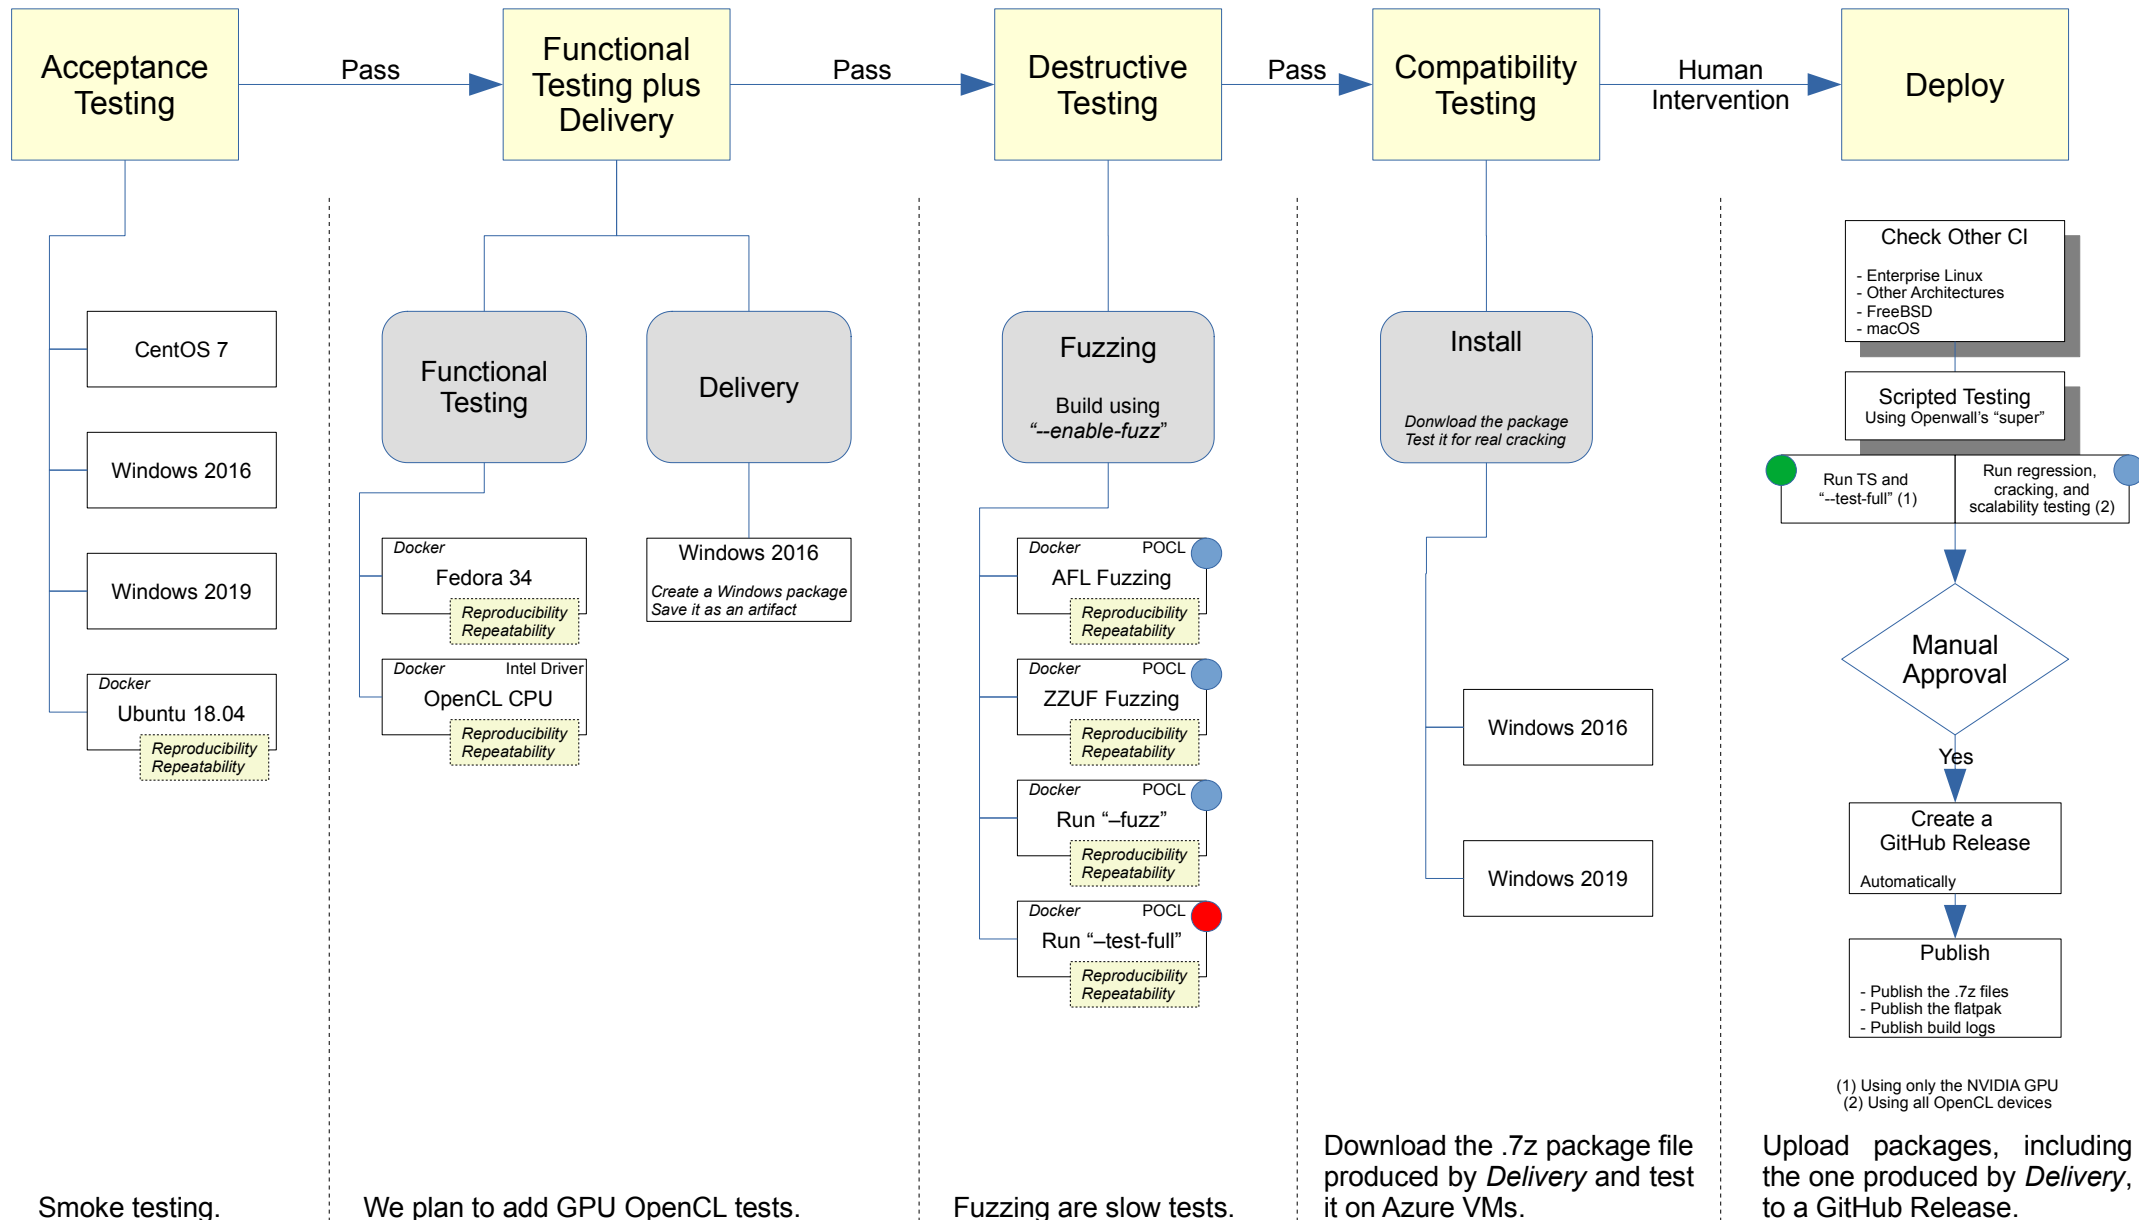 Acceptance
Testing
Pass
Functional
Testing plus
Delivery
Pass
Destructive
Testing
Pass
Compatibility
Testing
Human
Intervention
Deploy
CentOS 7
Windows 2016
Windows 2019
Docker
Ubuntu 18.04
Reproducibility
Repeatability
Smoke testing.
Functional
Testing
Docker
Fedora 34
Reproducibility
Repeatability
Docker
Intel Driver
OpenCL CPU
Reproducibility
Repeatability
Delivery
Windows 2016
Create a Windows package
Save it as an artifact
We plan to add GPU OpenCL tests.
Fuzzing
Build using
“--enable-fuzz”
Docker
POCL
AFL Fuzzing
Reproducibility
Repeatability
Docker
POCL
ZZUF Fuzzing
Reproducibility
Repeatability
Docker
POCL
Run “–fuzz”
Reproducibility
Repeatability
Docker
POCL
Run “–test-full”
Reproducibility
Repeatability
Fuzzing are slow tests.
Install
Donwload the package
Test it for real cracking
Windows 2016
Windows 2019
Download the .7z package file
produced by Delivery and test
it on Azure VMs.
Check Other CI
- Enterprise Linux
- Other Architectures
- FreeBSD
- macOS
Scripted Testing
Using Openwall’s “super”
Run TS and
“--test-full” (1)
Run regression,
cracking, and
scalability testing (2)
Manual
Approval
Yes
Create a
GitHub Release
Automatically
Publish
- Publish the .7z files
- Publish the flatpak
- Publish build logs
(1) Using only the NVIDIA GPU
(2) Using all OpenCL devices
Upload packages, including
the one produced by Delivery,
to a GitHub Release.